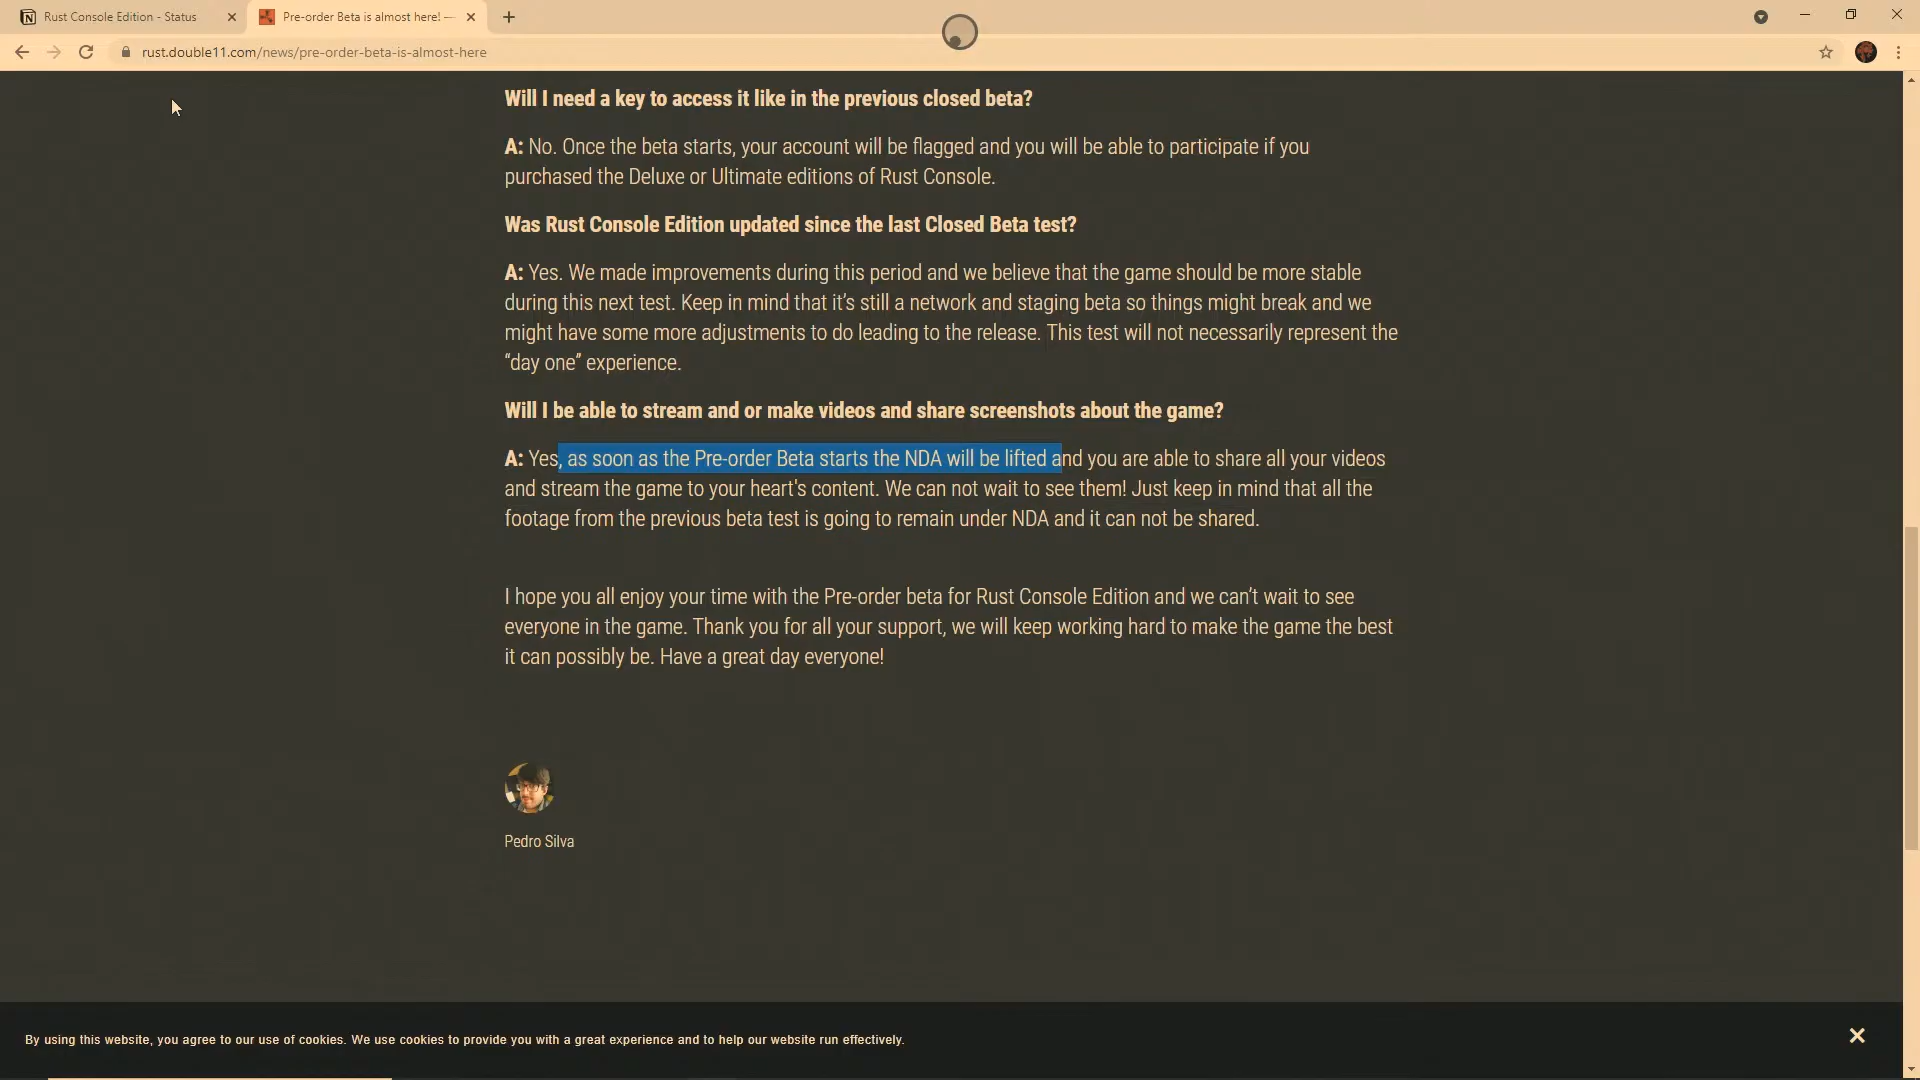 Rust Console Edition - Status
Pre-order Beta is almost here! —
rust.double11.com/news/pre-order-beta-is-almost-here
Will I need a key to access it like in the previous closed beta?
A: No. Once the beta starts, your account will be flagged and you will be able to participate if you
purchased the Deluxe or Ultimate editions of Rust Console.
Was Rust Console Edition updated since the last Closed Beta test?
A: Yes. We made improvements during this period and we believe that the game should be more stable
during this next test. Keep in mind that it’s still a network and staging beta so things might break and we
might have some more adjustments to do leading to the release. This test will not necessarily represent the
“day one” experience.
Will I be able to stream and or make videos and share screenshots about the game?
A: Yes, as soon as the Pre-order Beta starts the NDA will be lifted and you are able to share all your videos
and stream the game to your heart's content. We can not wait to see them! Just keep in mind that all the
footage from the previous beta test is going to remain under NDA and it can not be shared.
I hope you all enjoy your time with the Pre-order beta for Rust Console Edition and we can’t wait to see
everyone in the game. Thank you for all your support, we will keep working hard to make the game the best
it can possibly be. Have a great day everyone!
Pedro Silva
By using this website, you agree to our use of cookies. We use cookies to provide you with a great experience and to help our website run effectively.